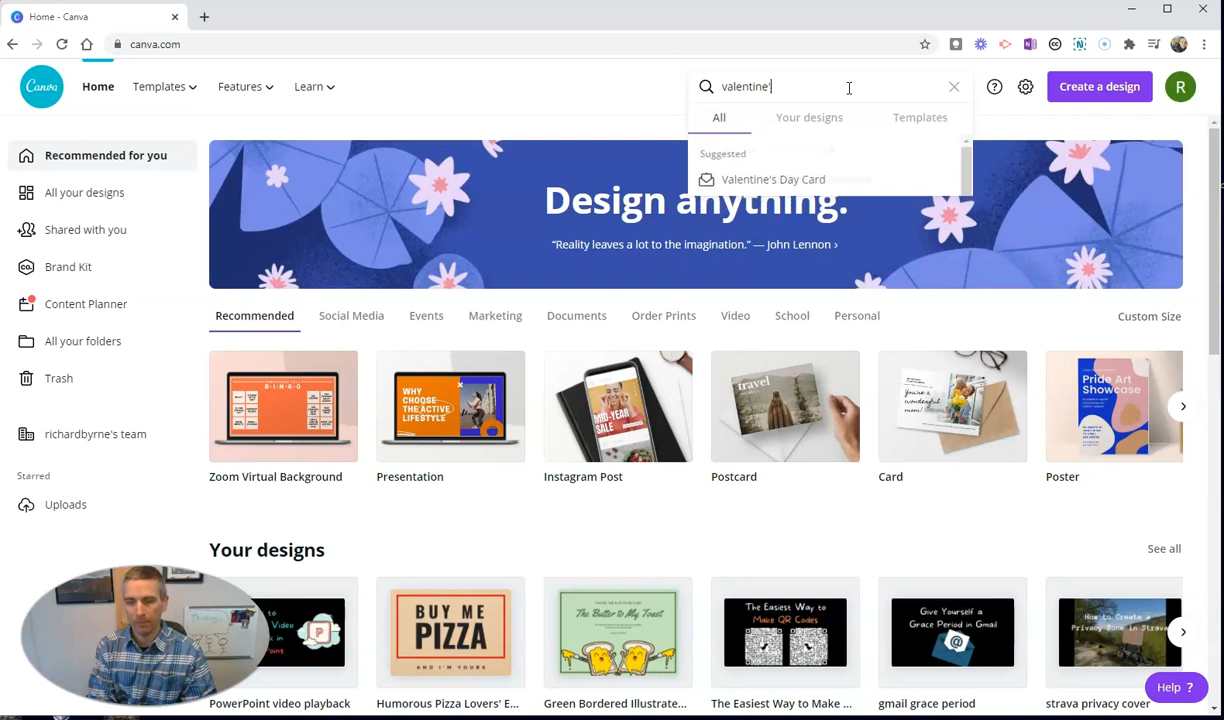 Home - Canva
canva.com
Canva
Home
Templates
Features
Learn
valentine'
Create a design
R
All
Your designs
Templates
Suggested
Valentine's Day Card
Recommended for you
All your designs
Shared with you
Brand Kit
Content Planner
All your folders
Trash
richardbyrne's team
Starred
Uploads
Design anything.
“Reality leaves a lot to the imagination.” — John Lennon ›
Recommended
Social Media
Events
Marketing
Documents
Order Prints
Video
School
Personal
Custom Size
BINGO
WHY CHOOSE THE ACTIVE LIFESTYLE
MID-YEAR SALE
travel
You're a wonderful mom!
Pride Art Showcase
Zoom Virtual Background
Presentation
Instagram Post
Postcard
Card
Poster
Your designs
See all
BUY ME PIZZA
AND I'M YOURS
The Butter to My Toast
The Easiest Way to Make QR Codes
Give Yourself a Grace Period in Gmail
How to Create a Privacy Zone in Strava
PowerPoint video playback
Humorous Pizza Lovers' E...
Green Bordered Illustrate...
The Easiest Way to Make ...
gmail grace period
strava privacy cover
Help ?